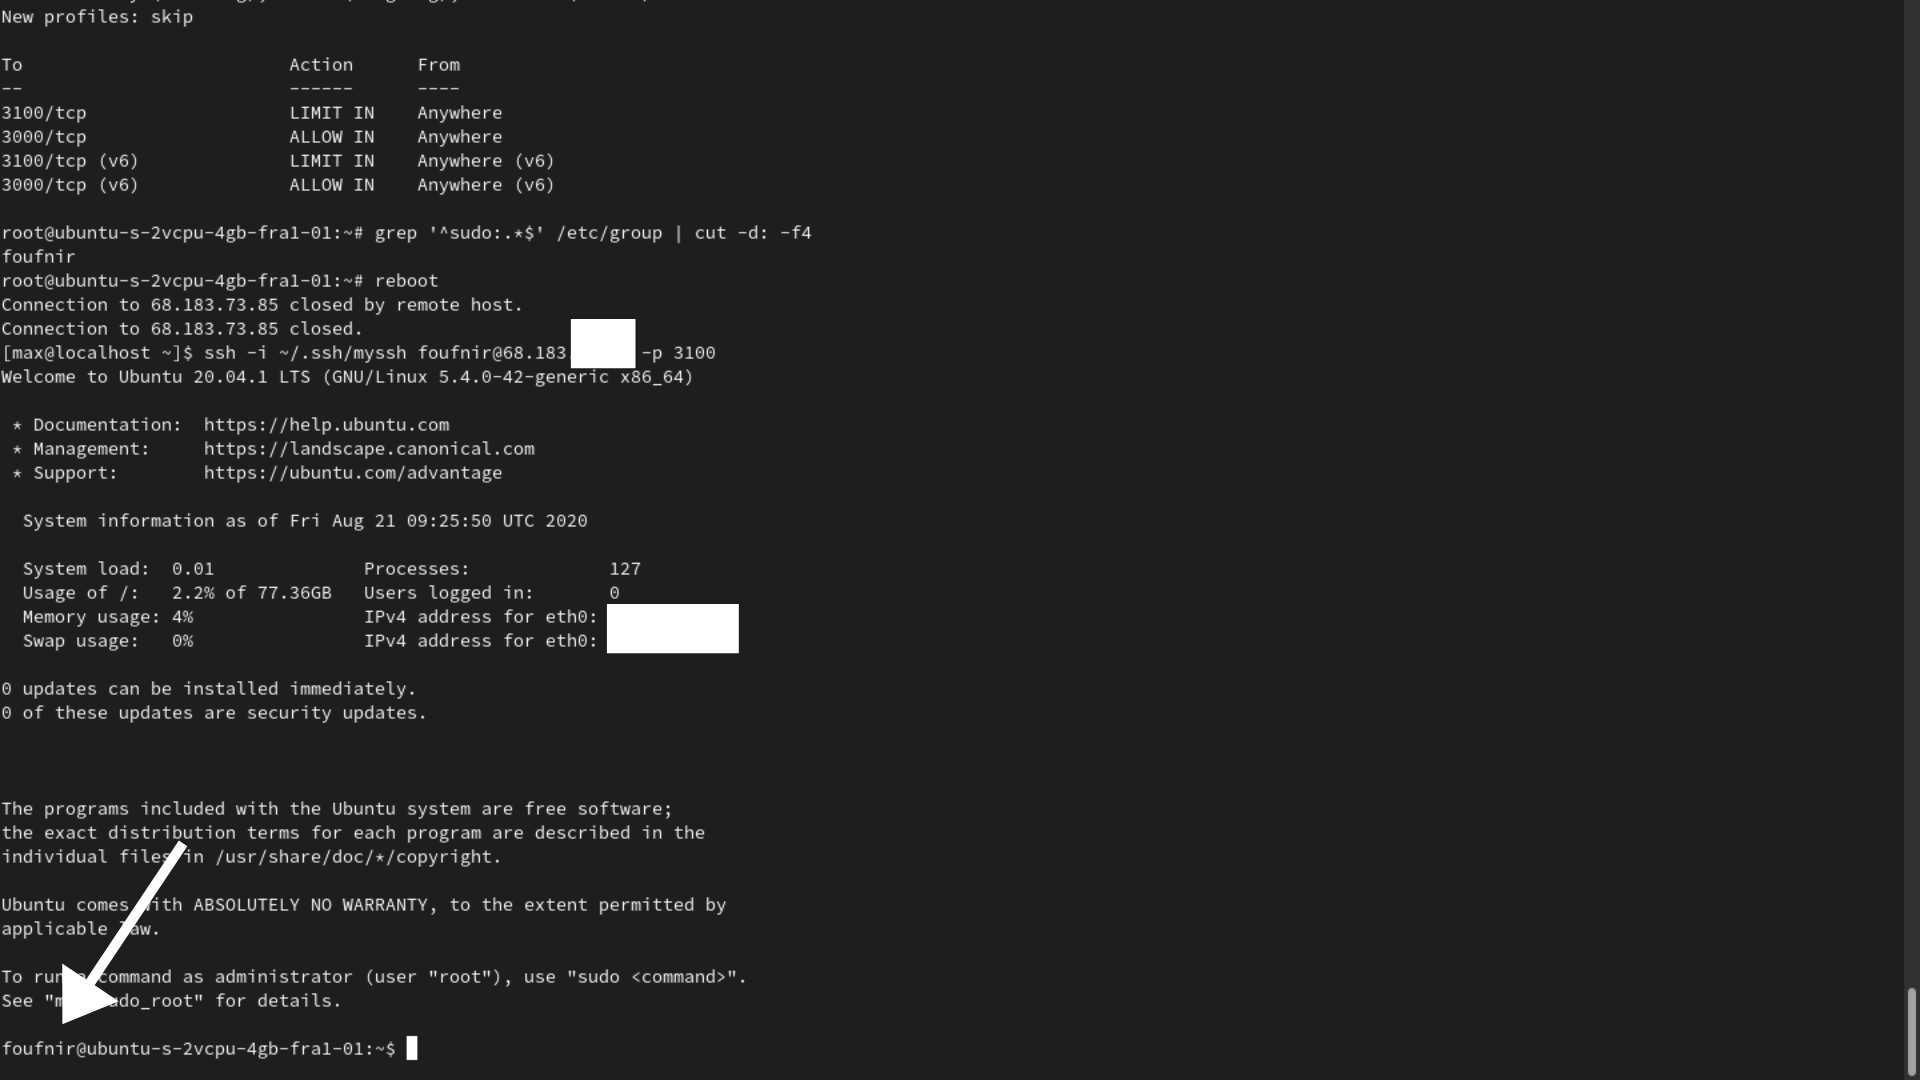 New profiles: skip
To Action From
-- ------ ----
3100/tcp LIMIT IN Anywhere
3000/tcp ALLOW IN Anywhere
3100/tcp (v6) LIMIT IN Anywhere (v6)
3000/tcp (v6) ALLOW IN Anywhere (v6)
root@ubuntu-s-2vcpu-4gb-fra1-01:~# grep '^sudo:.*$' /etc/group | cut -d: -f4
foufnir
root@ubuntu-s-2vcpu-4gb-fra1-01:~# reboot
Connection to 68.183.73.85 closed by remote host.
Connection to 68.183.73.85 closed.
[max@localhost ~]$ ssh -i ~/.ssh/myssh foufnir@68.183. -p 3100
Welcome to Ubuntu 20.04.1 LTS (GNU/Linux 5.4.0-42-generic x86_64)
* Documentation: https://help.ubuntu.com
* Management: https://landscape.canonical.com
* Support: https://ubuntu.com/advantage
System information as of Fri Aug 21 09:25:50 UTC 2020
System load: 0.01 Processes: 127
Usage of /: 2.2% of 77.36GB Users logged in: 0
Memory usage: 4% IPv4 address for eth0:
Swap usage: 0% IPv4 address for eth0:
0 updates can be installed immediately.
0 of these updates are security updates.
The programs included with the Ubuntu system are free software;
the exact distribution terms for each program are described in the
individual files in /usr/share/doc/*/copyright.
Ubuntu comes with ABSOLUTELY NO WARRANTY, to the extent permitted by
applicable law.
To run a command as administrator (user "root"), use "sudo <command>".
See "man sudo_root" for details.
foufnir@ubuntu-s-2vcpu-4gb-fra1-01:~$